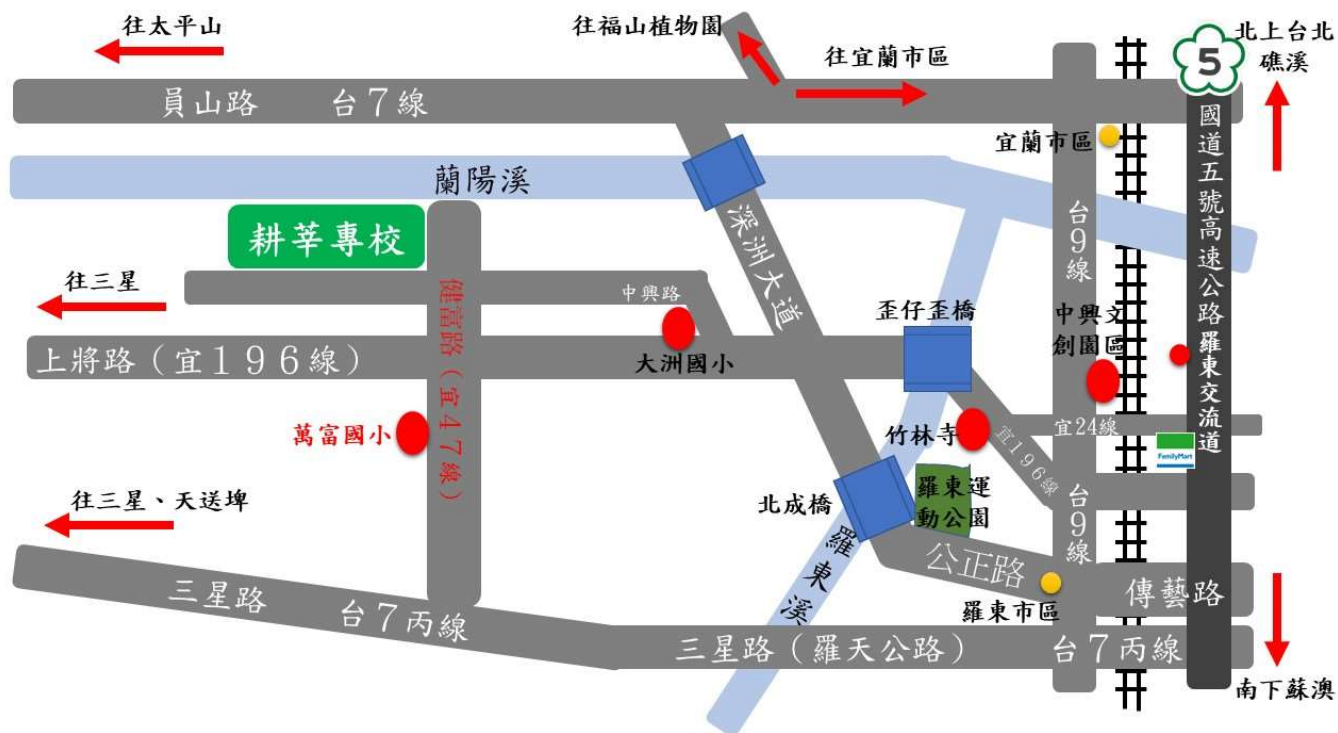 往太平山
往福山植物園
往宜蘭市區
北上台北
礁溪
5
員山路 台7線
宜蘭市區
國道五號高速公路羅東交流道
蘭陽溪
耕莘專校
深洲大道
台9線
往三星
中興路
健富路(宜47線)
歪仔歪橋
中興文
創園區
上將路(宜196線)
大洲國小
萬富國小
竹林寺
宜24線
宜196線
FamilyMart
往三星、天送埤
北成橋
羅東運
動公園
台9線
公正路
羅東溪
三星路 台7丙線
羅東市區
傳藝路
三星路(羅天公路) 台7丙線
南下蘇澳